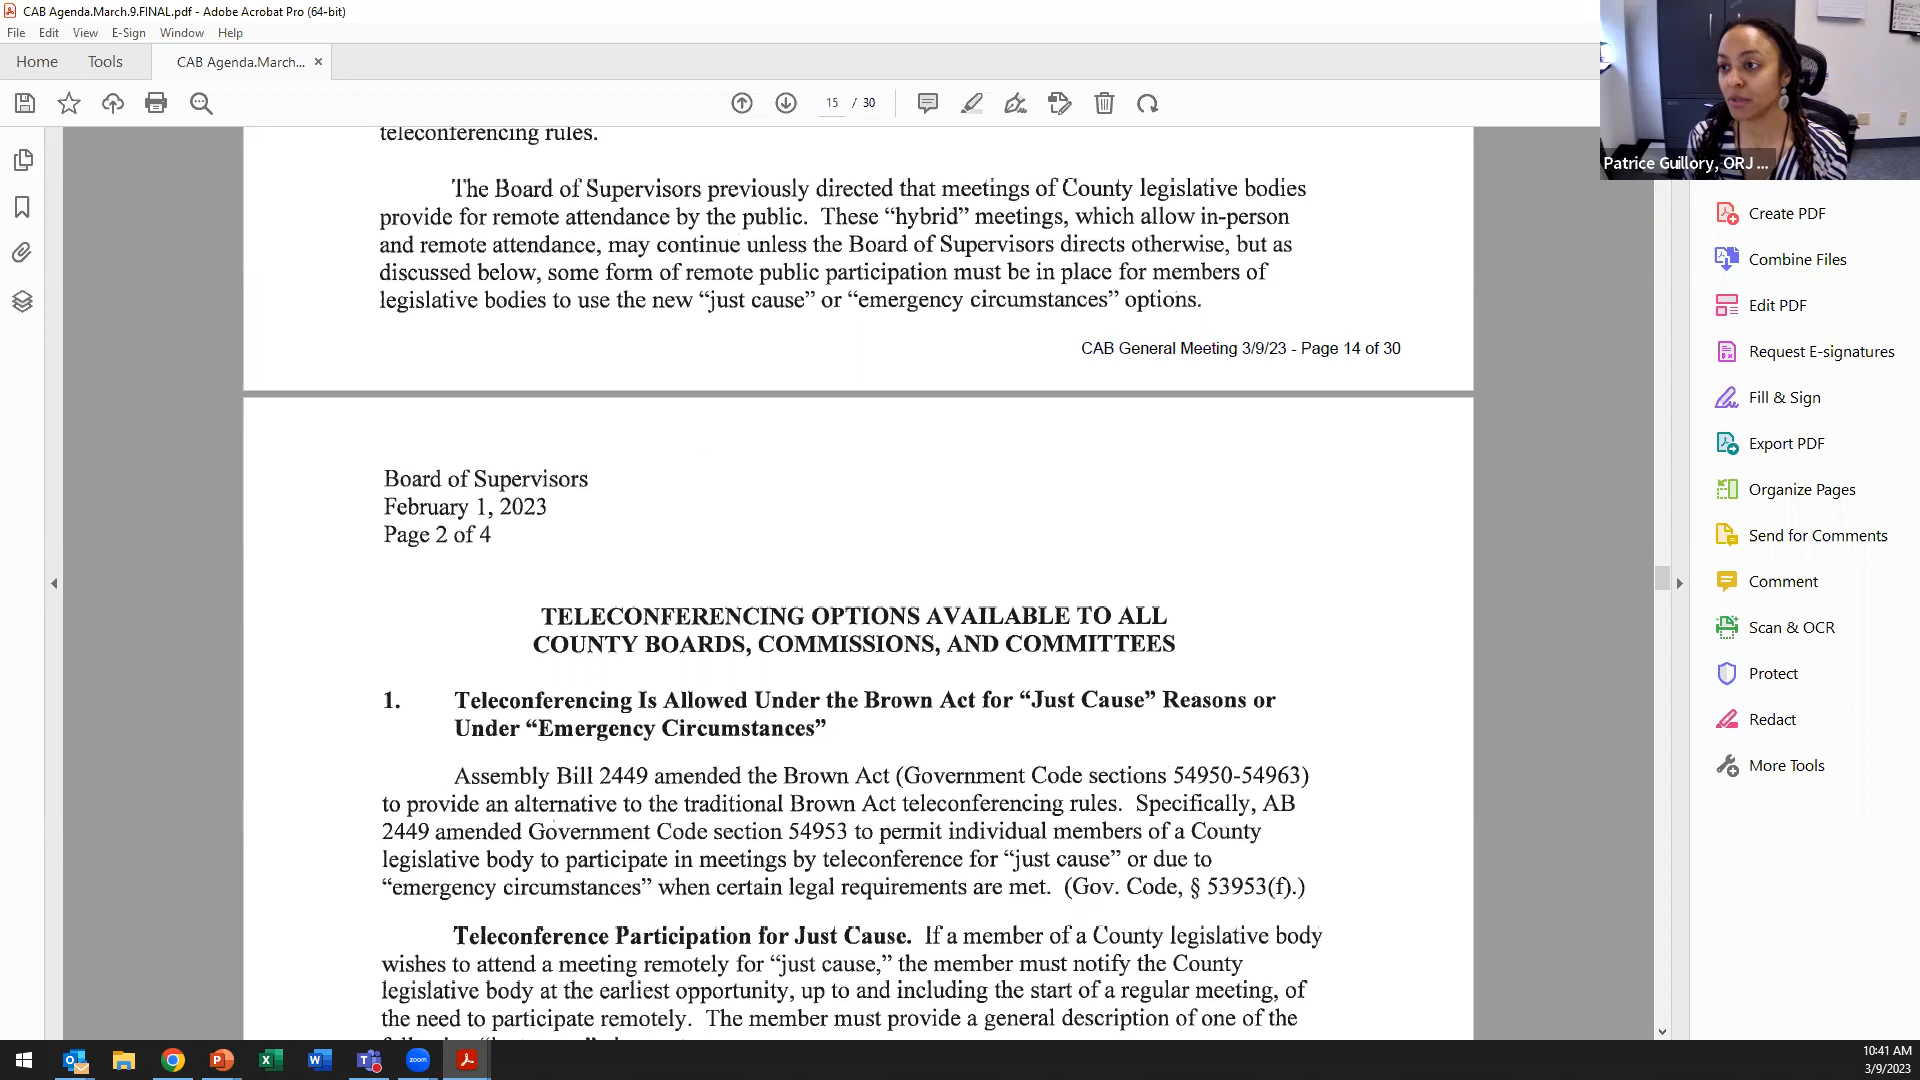 CAB Agenda.March.9.FINAL.pdf - Adobe Acrobat Pro (64-bit)
File Edit View E-Sign Window Help
Home Tools CAB Agenda.March...
15 / 30
teleconferencing rules.
The Board of Supervisors previously directed that meetings of County legislative bodies
provide for remote attendance by the public. These “hybrid” meetings, which allow in-person
and remote attendance, may continue unless the Board of Supervisors directs otherwise, but as
discussed below, some form of remote public participation must be in place for members of
legislative bodies to use the new “just cause” or “emergency circumstances” options.
CAB General Meeting 3/9/23 - Page 14 of 30
Board of Supervisors
February 1, 2023
Page 2 of 4
TELECONFERENCING OPTIONS AVAILABLE TO ALL
COUNTY BOARDS, COMMISSIONS, AND COMMITTEES
1. Teleconferencing Is Allowed Under the Brown Act for “Just Cause” Reasons or
Under “Emergency Circumstances”
Assembly Bill 2449 amended the Brown Act (Government Code sections 54950-54963)
to provide an alternative to the traditional Brown Act teleconferencing rules. Specifically, AB
2449 amended Government Code section 54953 to permit individual members of a County
legislative body to participate in meetings by teleconference for “just cause” or due to
“emergency circumstances” when certain legal requirements are met. (Gov. Code, § 53953(f).)
Teleconference Participation for Just Cause. If a member of a County legislative body
wishes to attend a meeting remotely for “just cause,” the member must notify the County
legislative body at the earliest opportunity, up to and including the start of a regular meeting, of
the need to participate remotely. The member must provide a general description of one of the
Patrice Guillory, ORJ ...
Create PDF
Combine Files
Edit PDF
Request E-signatures
Fill & Sign
Export PDF
Organize Pages
Send for Comments
Comment
Scan & OCR
Protect
Redact
More Tools
zoom
10:41 AM
3/9/2023